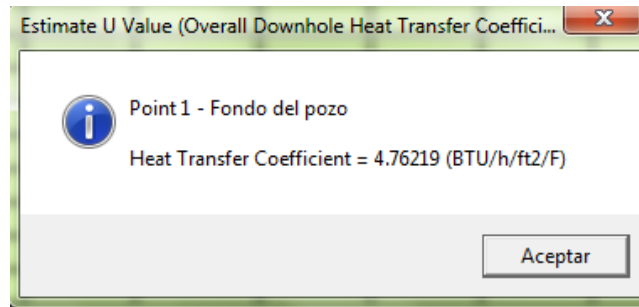 Estimate U Value (Overall Downhole Heat Transfer Coeffici...
Point 1 - Fondo del pozo
Heat Transfer Coefficient = 4.76219 (BTU/h/ft2/F)
Aceptar